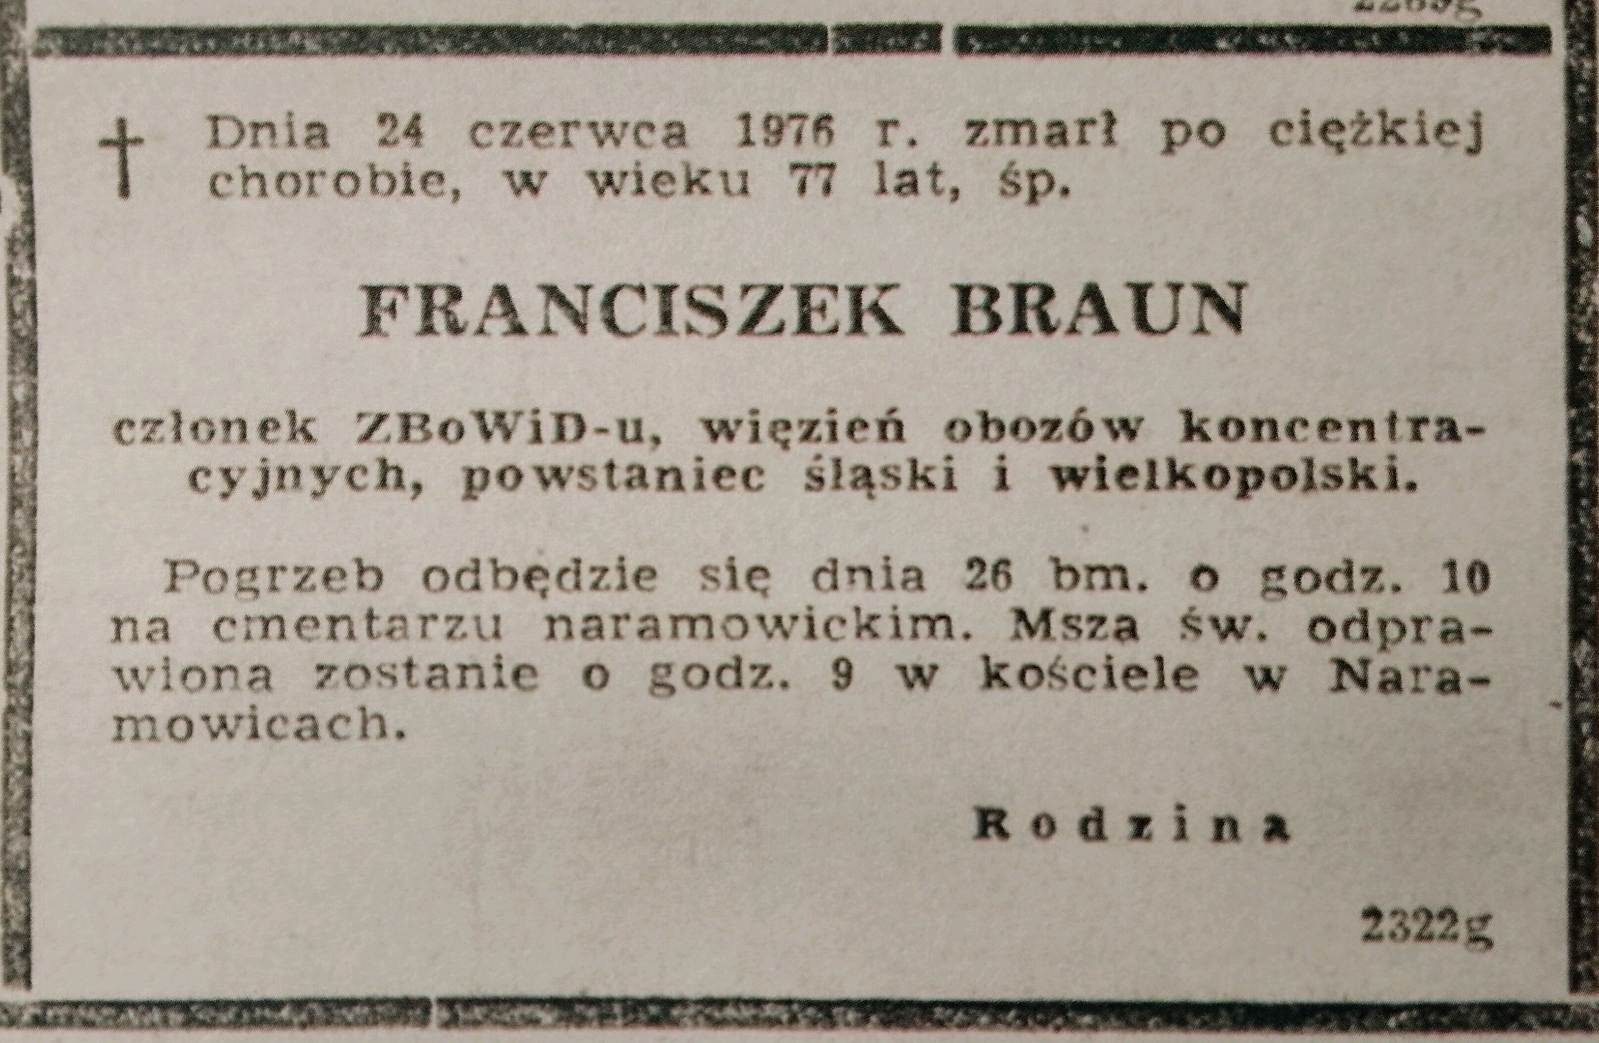 † Dnia 24 czerwca 1976 r. zmarł po ciężkiej
chorobie, w wieku 77 lat, śp.
FRANCISZEK BRAUN
członek ZBoWiD-u, więzień obozów koncentra-
cyjnych, powstaniec śląski i wielkopolski.
Pogrzeb odbędzie się dnia 26 bm. o godz. 10
na cmentarzu naramowickim. Msza św. odpra-
wiona zostanie o godz. 9 w kościele w Nara-
mowicach.
Rodzina
2322g